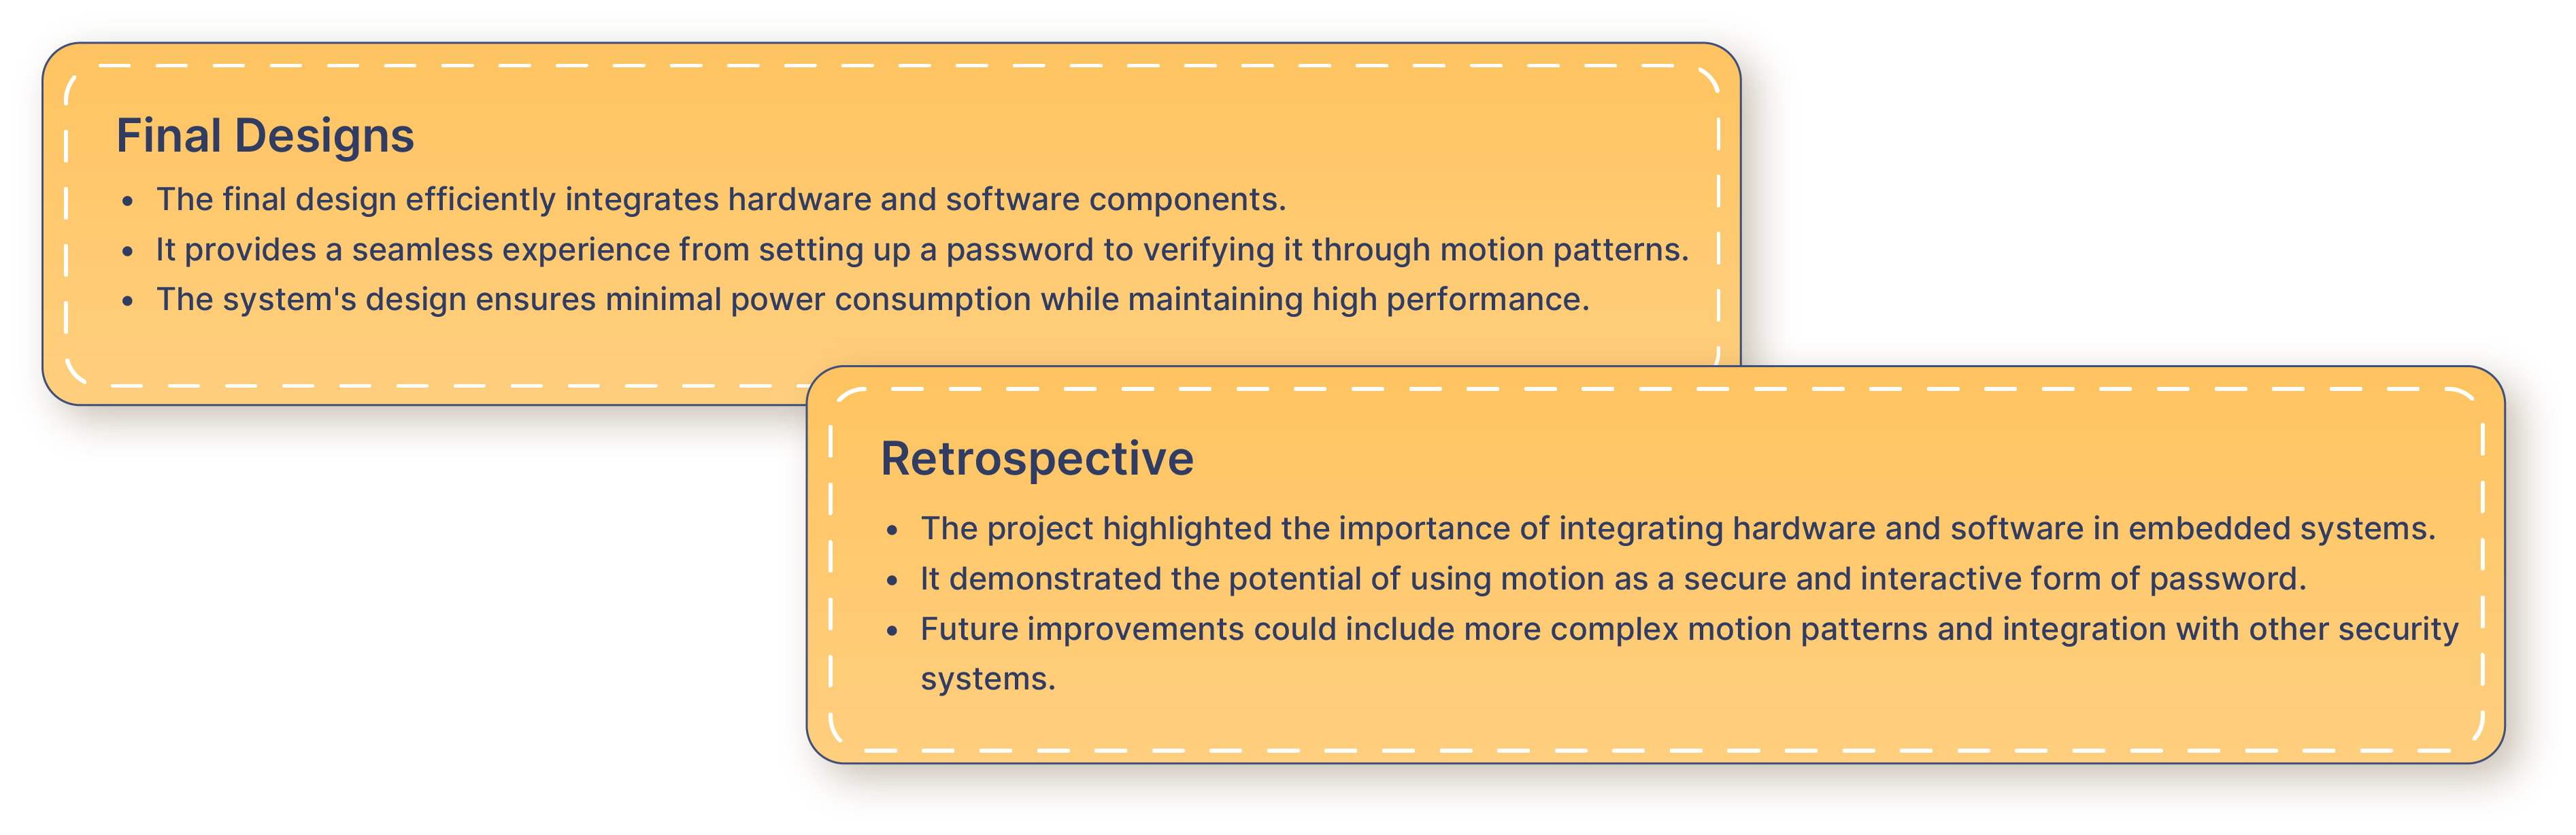 Final Designs
• The final design efficiently integrates hardware and software components.
• It provides a seamless experience from setting up a password to verifying it through motion patterns.
• The system's design ensures minimal power consumption while maintaining high performance.
Retrospective
• The project highlighted the importance of integrating hardware and software in embedded systems.
• It demonstrated the potential of using motion as a secure and interactive form of password.
• Future improvements could include more complex motion patterns and integration with other security
systems.